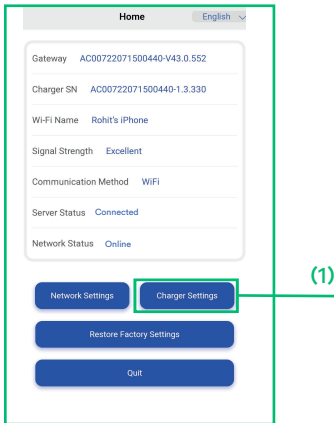 Home English
Gateway AC00722071500440-V43.0.552
Charger SN AC00722071500440-1.3.330
Wi-Fi Name Rohit's iPhone
Signal Strength Excellent
Communication Method WiFi
Server Status Connected
Network Status Online
Network Settings Charger Settings
(1)
Restore Factory Settings
Quit